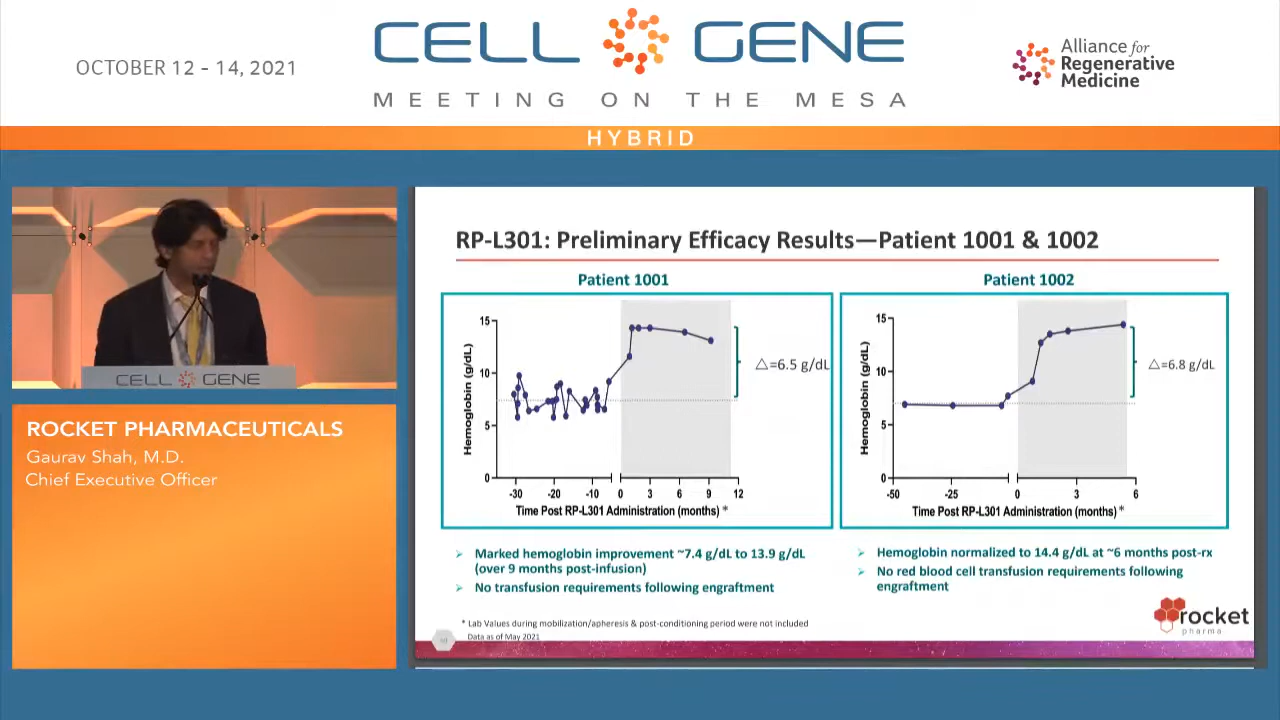 OCTOBER 12 - 14, 2021
CELL GENE
MEETING ON THE MESA
Alliance for
Regenerative
Medicine
HYBRID
CELL GENE
ROCKET PHARMACEUTICALS
Gaurav Shah, M.D.
Chief Executive Officer
RP-L301: Preliminary Efficacy Results—Patient 1001 & 1002
Patient 1001
Hemoglobin (g/dL)
15
10
5
0
-30 -20 -10 0 3 6 9 12
Time Post RP-L301 Administration (months) *
△=6.5 g/dL
Patient 1002
Hemoglobin (g/dL)
15
10
5
0
-50 -25 0 3 6
Time Post RP-L301 Administration (months) *
△=6.8 g/dL
➢ Marked hemoglobin improvement ~7.4 g/dL to 13.9 g/dL
(over 9 months post-infusion)
➢ No transfusion requirements following engraftment
➢ Hemoglobin normalized to 14.4 g/dL at ~6 months post-rx
➢ No red blood cell transfusion requirements following
engraftment
* Lab Values during mobilization/apheresis & post-conditioning period were not included
Data as of May 2021
rocket
pharma